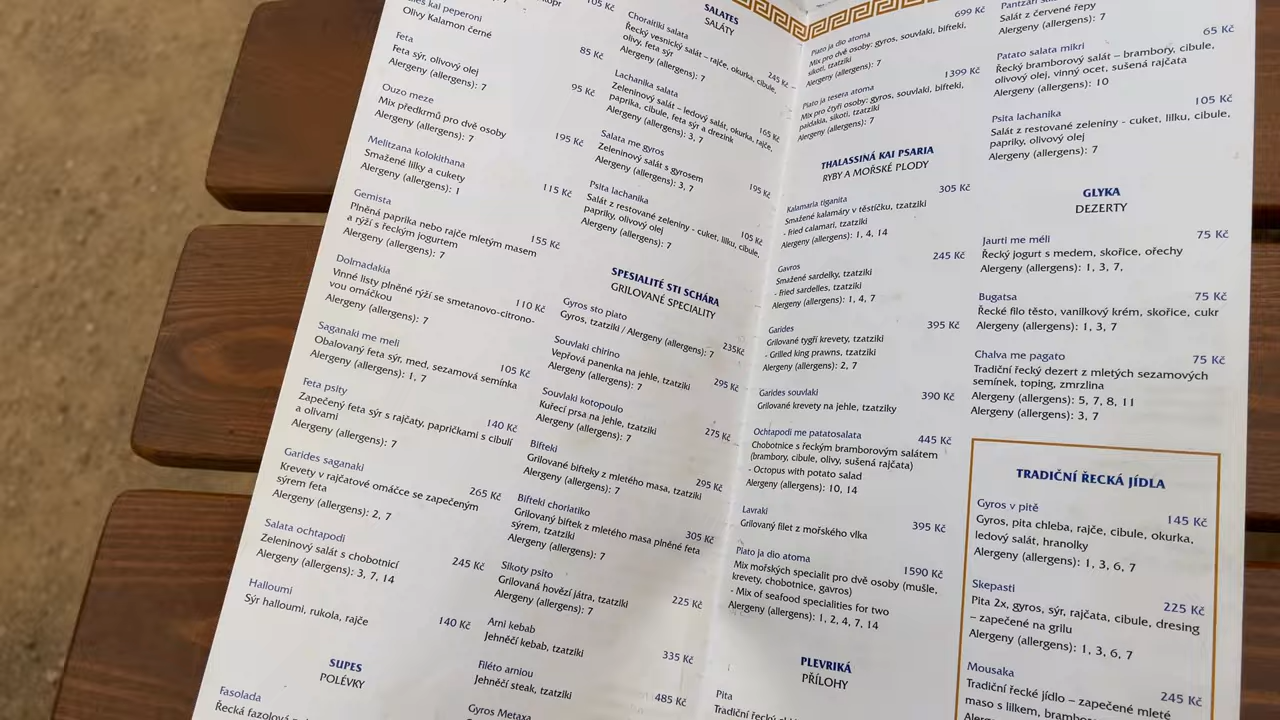 kai peperoni
Olivy Kalamon černé
85 Kč
Feta
Feta sýr, olivový olej
Alergeny (allergens): 7
95 Kč
Ouzo meze
Mix předkrmů pro dvě osoby
Alergeny (allergens): 7
195 Kč
Melitzana kolokithana
Smažené lilky a cukety
Alergeny (allergens): 1
115 Kč
Gemista
Plněná paprika nebo rajče mletým masem
a rýží s řeckým jogurtem
Alergeny (allergens): 7
155 Kč
Dolmadakia
Vinné listy plněné rýží se smetanovo-citrono-
vou omáčkou
Alergeny (allergens): 7
110 Kč
Saganaki me meli
Obalovaný feta sýr, med, sezamová semínka
Alergeny (allergens): 1, 7
105 Kč
Feta psity
Zapečený feta sýr s rajčaty, papričkami s cibulí
a olivami
Alergeny (allergens): 7
140 Kč
Garides saganaki
Krevety v rajčatové omáčce se zapečeným
sýrem feta
Alergeny (allergens): 2, 7
265 Kč
Salata ochtapodi
Zeleninový salát s chobotnicí
Alergeny (allergens): 3, 7, 14
245 Kč
Halloumi
Sýr halloumi, rukola, rajče
140 Kč
SUPES
POLÉVKY
Fasolada
Řecká fazolová
105 Kč
SALATES
SALÁTY
Choraitiki salata
Řecký vesnický salát – rajče, okurka, cibule,
olivy, feta sýr
Alergeny (allergens): 7
245 Kč
Lachanika salata
Zeleninový salát – ledový salát, okurka, rajče,
paprika, cibule, feta sýr a drezink
Alergeny (allergens): 3, 7
165 Kč
Salata me gyros
Zeleninový salát s gyrosem
Alergeny (allergens): 3, 7
195 Kč
Psita lachanika
Salát z restované zeleniny - cuket, lilku, cibule,
papriky, olivový olej
Alergeny (allergens): 7
105 Kč
SPESIALITÉ STI SCHÁRA
GRILOVANÉ SPECIALITY
Gyros sto piato
Gyros, tzatziki / Alergeny (allergens): 7
235Kč
Souvlaki chirino
Vepřová panenka na jehle, tzatziki
Alergeny (allergens): 7
295 Kč
Souvlaki kotopoulo
Kuřecí prsa na jehle, tzatziki
Alergeny (allergens): 7
275 Kč
Bifteki
Grilované bifteky z mletého masa, tzatziki
Alergeny (allergens): 7
295 Kč
Bifteki choriatiko
Grilovaný biftek z mletého masa plněné feta
sýrem, tzatziki
Alergeny (allergens): 7
305 Kč
Sikoty psito
Grilovaná hovězí játra, tzatziki
Alergeny (allergens): 7
225 Kč
Arni kebab
Jehněčí kebab, tzatziki
335 Kč
Filéto arniou
Jehněčí steak, tzatziki
485 Kč
Gyros Metaxa
699 Kč
Piato ja dio atoma
Mix pro dvě osoby: gyros, souvlaki, bifteki,
sikoti, tzatziki
Alergeny (allergens): 7
1399 Kč
Piato ja tesera atoma
Mix pro čtyři osoby: gyros, souvlaki, bifteki,
paidakia, sikoti, tzatziki
Alergeny (allergens): 7
THALASSINÁ KAI PSARIA
RYBY A MOŘSKÉ PLODY
305 Kč
Kalamaria tiganita
Smažené kalamáry v těstíčku, tzatziki
- fried calamari, tzatziki
Alergeny (allergens): 1, 4, 14
245 Kč
Gavros
Smažené sardelky, tzatziki
- fried sardelles, tzatziki
Alergeny (allergens): 1, 4, 7
395 Kč
Garides
Grilované tygří krevety, tzatziki
- Grilled king prawns, tzatziki
Alergeny (allergens): 2, 7
390 Kč
Garides souvlaki
Grilované krevety na jehle, tzatziky
Ochtapodi me patatosalata
445 Kč
Chobotnice s řeckým bramborovým salátem
(brambory, cibule, olivy, sušená rajčata)
- Octopus with potato salad
Alergeny (allergens): 10, 14
Lavraki
395 Kč
Grilovaný filet z mořského vlka
Piato ja dio atoma
1590 Kč
Mix mořských specialit pro dvě osoby (mušle,
krevety, chobotnice, gavros)
- Mix of seafood specialities for two
Alergeny (allergens): 1, 2, 4, 7, 14
PLEVRIKÁ
PŘÍLOHY
Pita
Salát z červené řepy
Alergeny (allergens): 7
65 Kč
Patato salata mikri
Řecký bramborový salát – brambory, cibule,
olivový olej, vinný ocet, sušená rajčata
Alergeny (allergens): 10
105 Kč
Psita lachanika
Salát z restované zeleniny - cuket, lilku, cibule,
papriky, olivový olej
Alergeny (allergens): 7
GLYKA
DEZERTY
Jaurti me méli
75 Kč
Řecký jogurt s medem, skořice, ořechy
Alergeny (allergens): 1, 3, 7,
Bugatsa
75 Kč
Řecké filo těsto, vanilkový krém, skořice, cukr
Alergeny (allergens): 1, 3, 7
Chalva me pagato
75 Kč
Tradiční řecký dezert z mletých sezamových
semínek, toping, zmrzlina
Alergeny (allergens): 5, 7, 8, 11
Alergeny (allergens): 3, 7
TRADIČNÍ ŘECKÁ JÍDLA
Gyros v pitě
145 Kč
Gyros, pita chleba, rajče, cibule, okurka,
ledový salát, hranolky
Alergeny (allergens): 1, 3, 6, 7
Skepasti
225 Kč
Pita 2x, gyros, sýr, rajčata, cibule, dresing
– zapečené na grilu
Alergeny (allergens): 1, 3, 6, 7
Mousaka
245 Kč
Tradiční řecké jídlo – zapečené mleté
maso s lilkem,